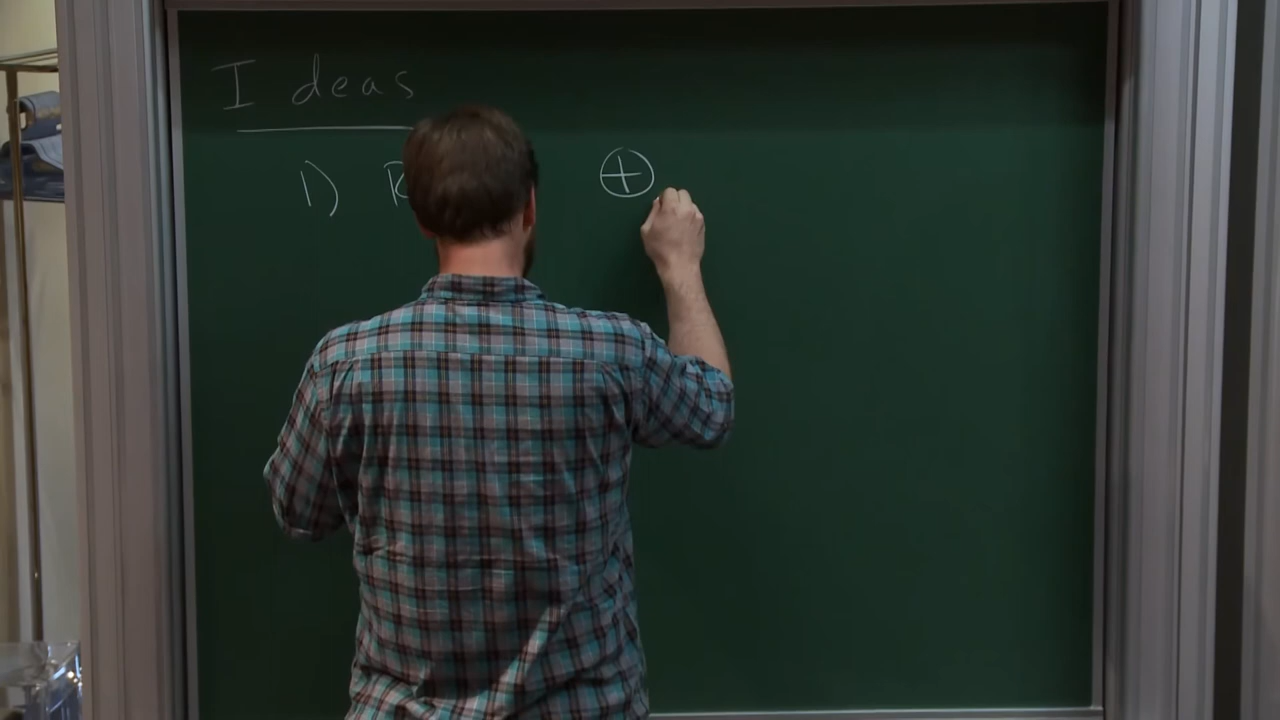 Ideas
1) R ⊕